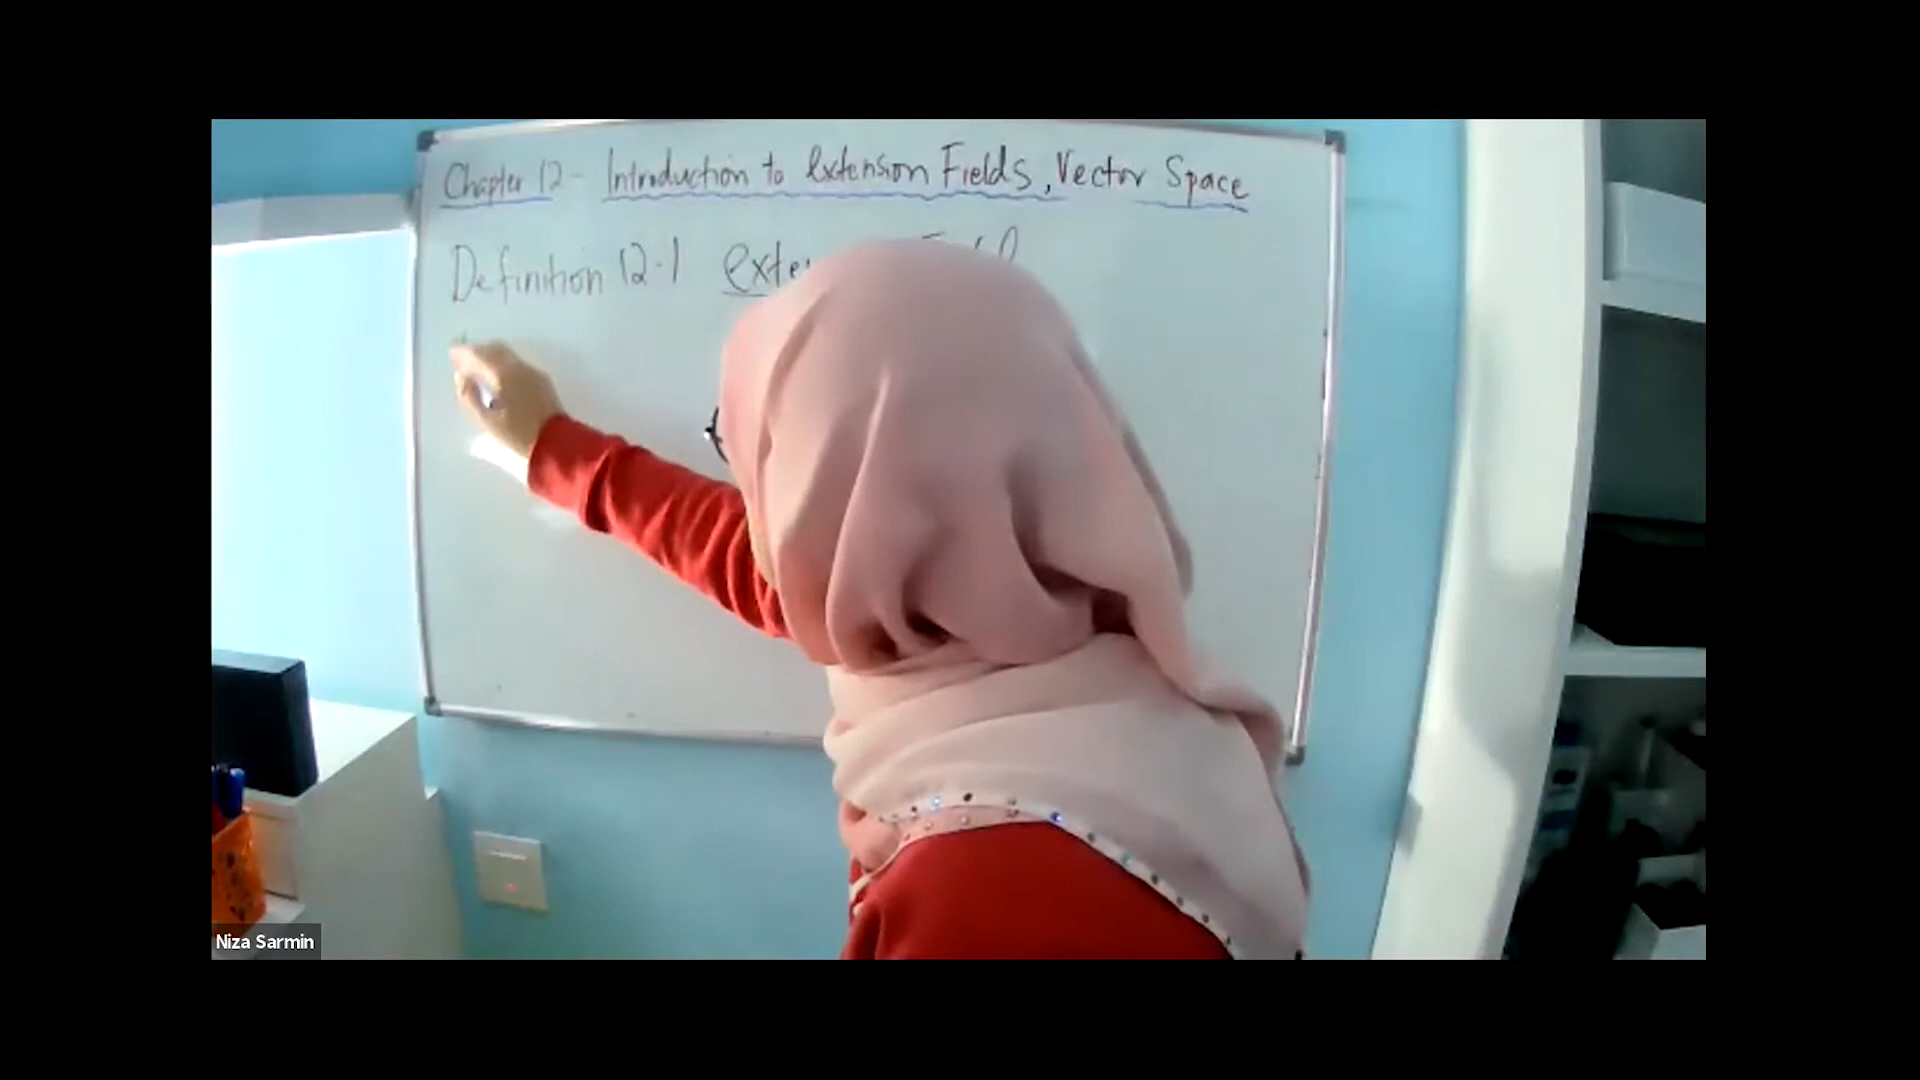 Chapter 12 - Introduction to Extension Fields, Vector Space
Definition 12.1
Niza Sarmin